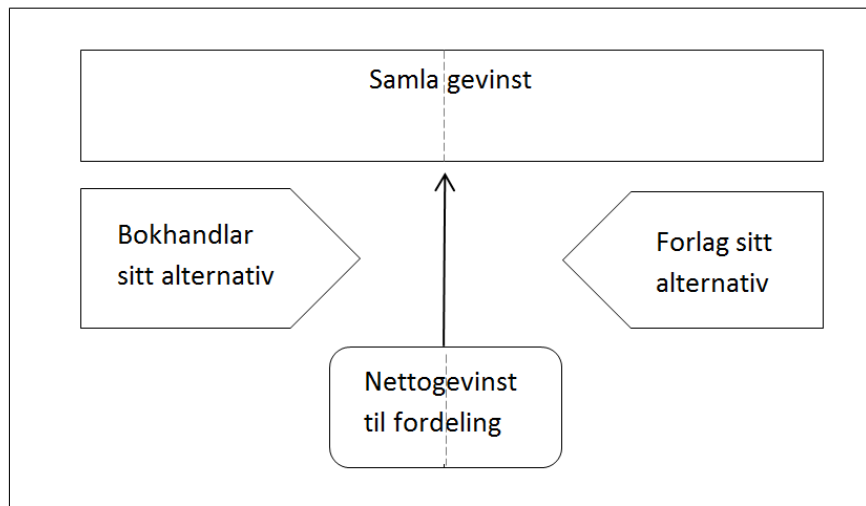 Samla gevinst
Bokhandlar
sitt alternativ
Forlag sitt
alternativ
Nettogevinst
til fordeling